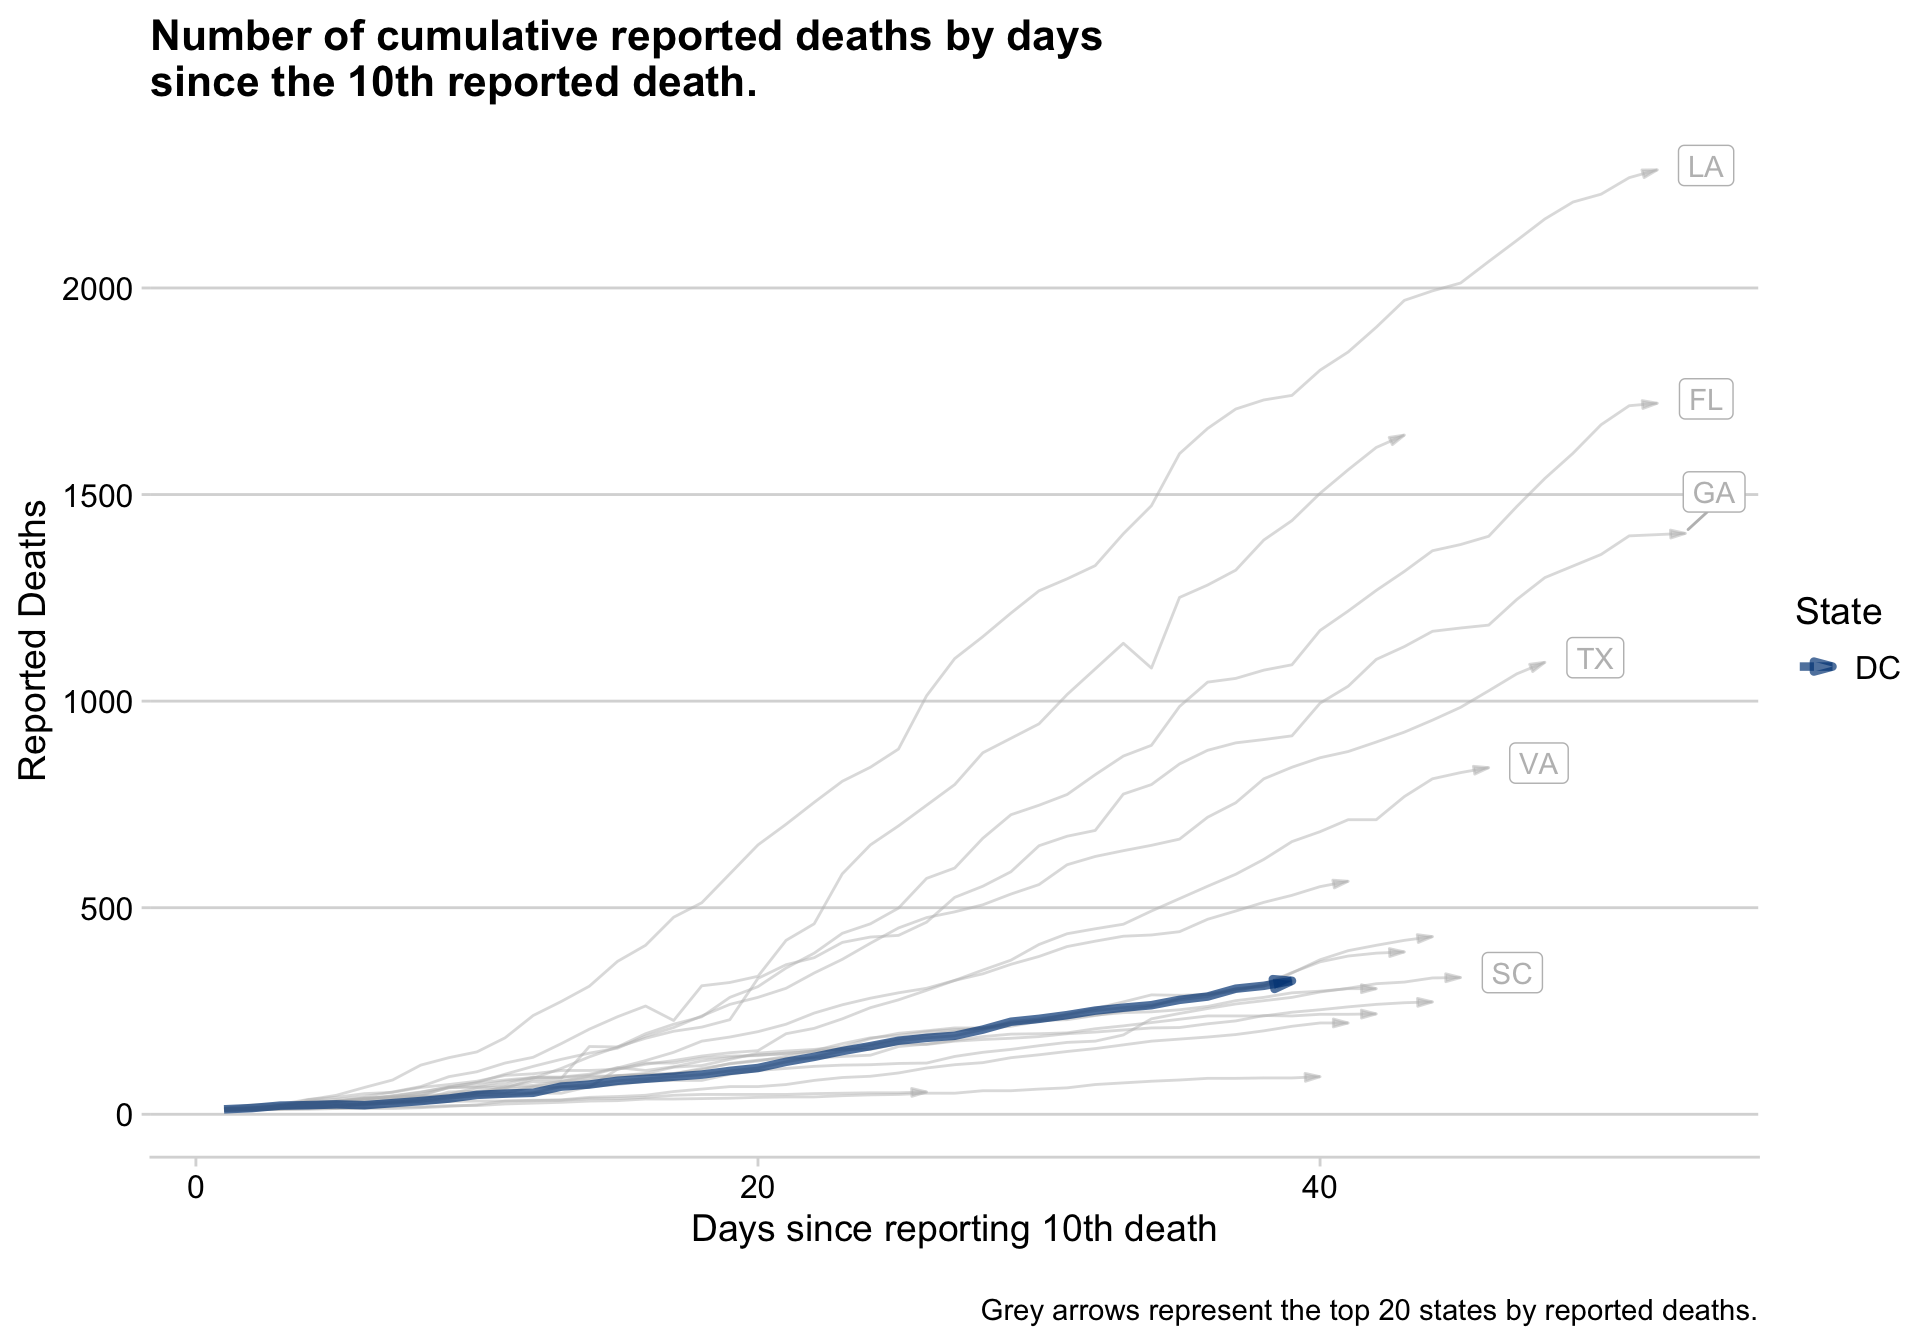 Number of cumulative reported deaths by days
since the 10th reported death.
LA
2000
FL
1500
GA
TX
1000
VA
500
SC
0
0
20
40
Reported Deaths
Days since reporting 10th death
State
DC
Grey arrows represent the top 20 states by reported deaths.